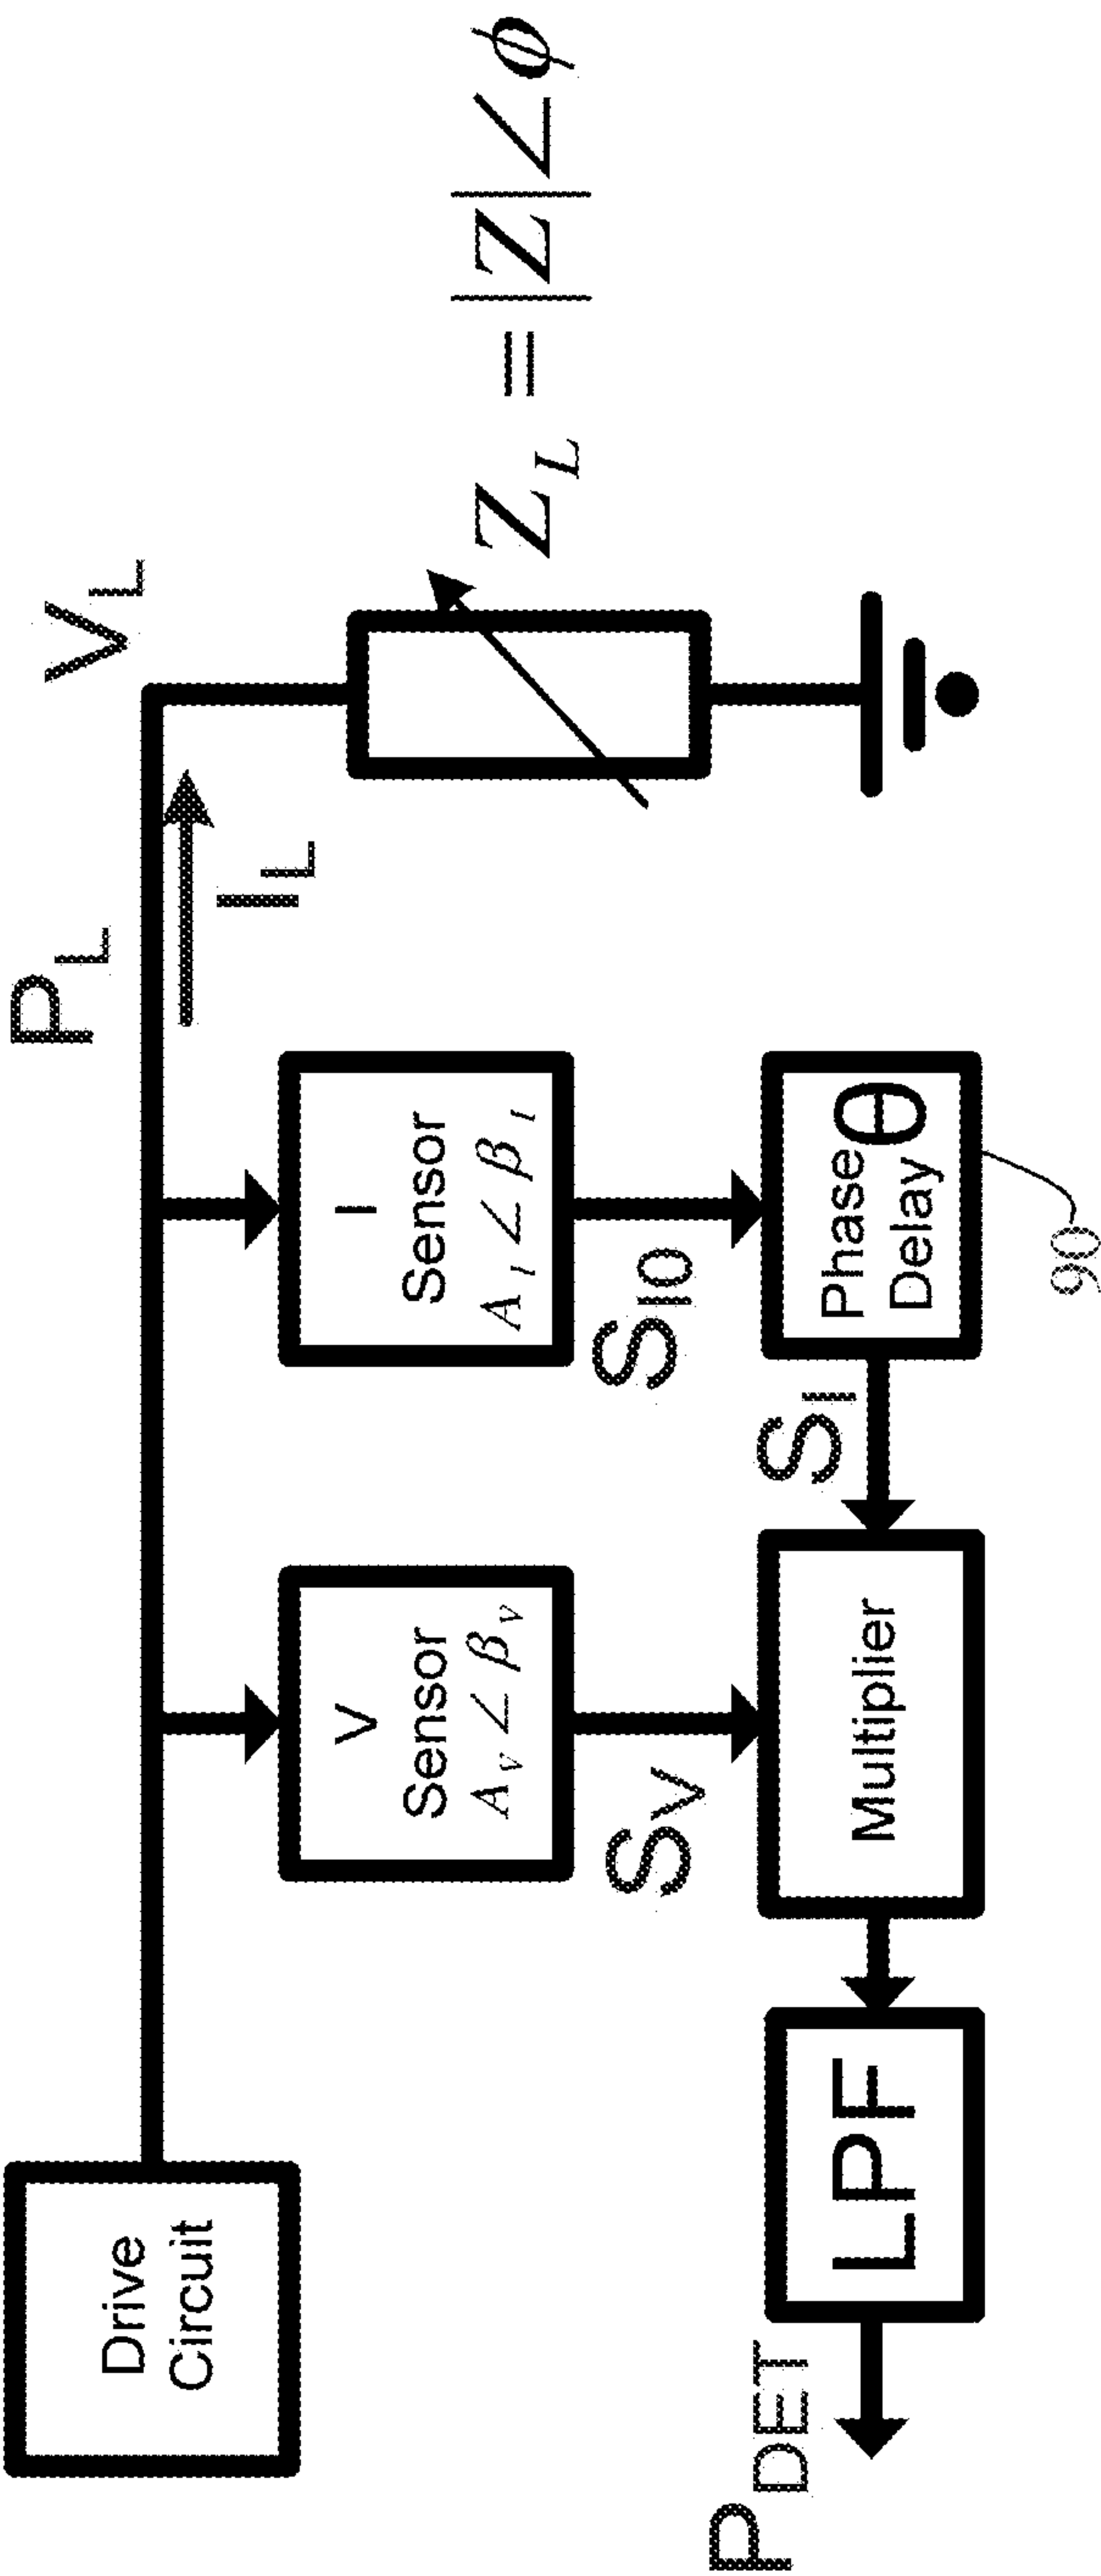 Drive
Circuit
P_L
I_L
V_L
V
Sensor
A_V ∠ β_V
I
Sensor
A_I ∠ β_I
Z_L = |Z|∠ϕ
S_V
S_I0
P_DET
LPF
Multiplier
S_I
Phase
Delay θ
90